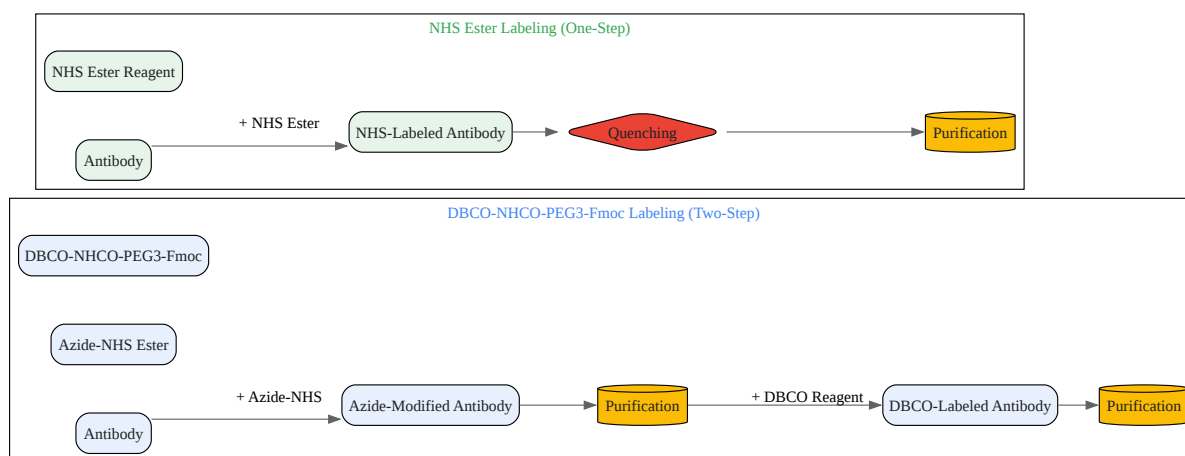 NHS Ester Labeling (One-Step)
NHS Ester Reagent
+ NHS Ester
NHS-Labeled Antibody
Quenching
Purification
Antibody
DBCO-NHCO-PEG3-Fmoc Labeling (Two-Step)
DBCO-NHCO-PEG3-Fmoc
Azide-NHS Ester
+ Azide-NHS
Azide-Modified Antibody
Purification
+ DBCO Reagent
DBCO-Labeled Antibody
Purification
Antibody